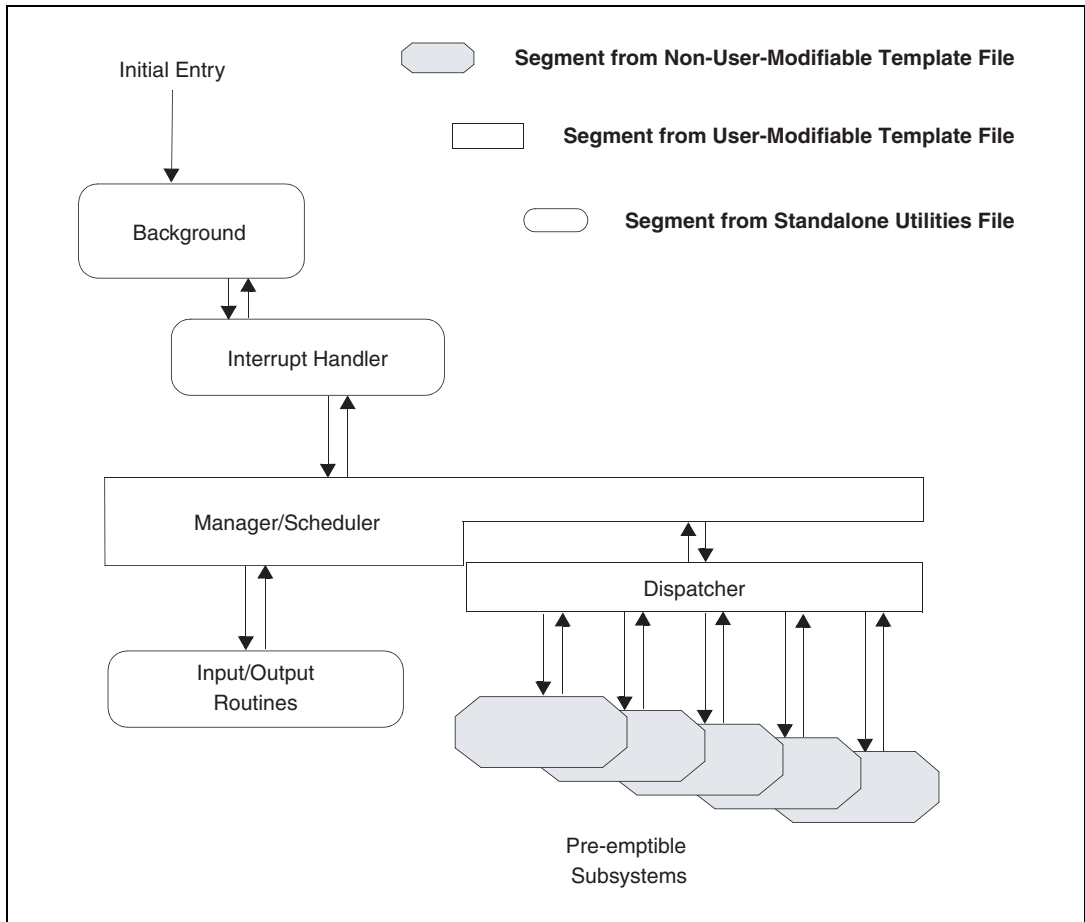 Initial Entry
Segment from Non-User-Modifiable Template File
Segment from User-Modifiable Template File
Segment from Standalone Utilities File
Background
Interrupt Handler
Manager/Scheduler
Dispatcher
Input/Output
Routines
Pre-emptible
Subsystems